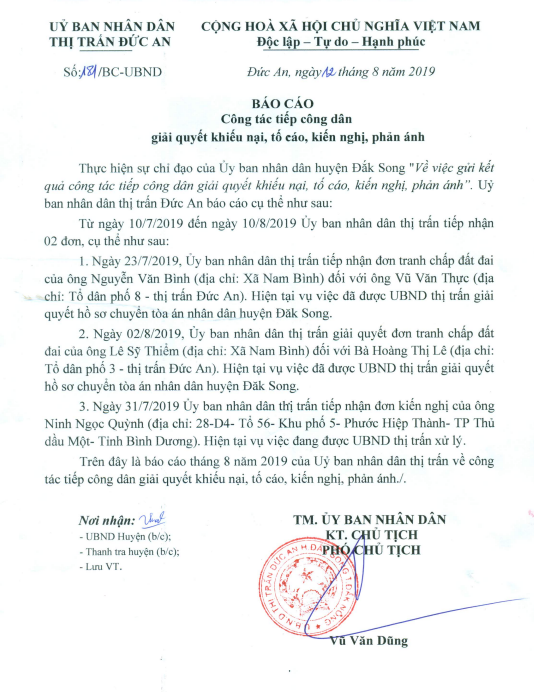 UỶ BAN NHÂN DÂN
THỊ TRẤN ĐỨC AN
CỘNG HOÀ XÃ HỘI CHỦ NGHĨA VIỆT NAM
Độc lập – Tự do – Hạnh phúc
Số:181/BC-UBND
Đức An, ngày 12 tháng 8 năm 2019
BÁO CÁO
Công tác tiếp công dân
giải quyết khiếu nại, tố cáo, kiến nghị, phản ánh
Thực hiện sự chỉ đạo của Ủy ban nhân dân huyện Đắk Song "Về việc gửi kết
quả công tác tiếp công dân giải quyết khiếu nại, tố cáo, kiến nghị, phản ánh". Uỷ
ban nhân dân thị trấn Đức An báo cáo cụ thể như sau:
Từ ngày 10/7/2019 đến ngày 10/8/2019 Ủy ban nhân dân thị trấn tiếp nhận
02 đơn, cụ thể như sau:
1. Ngày 23/7/2019, Ủy ban nhân dân thị trấn tiếp nhận đơn tranh chấp đất đai
của ông Nguyễn Văn Bình (địa chỉ: Xã Nam Bình) đối với ông Vũ Văn Thực (địa
chỉ: Tổ dân phố 8 - thị trấn Đức An). Hiện tại vụ việc đã được UBND thị trấn giải
quyết hồ sơ chuyển tòa án nhân dân huyện Đăk Song.
2. Ngày 02/8/2019, Ủy ban nhân dân thị trấn giải quyết đơn tranh chấp đất
đai của ông Lê Sỹ Thiềm (địa chỉ: Xã Nam Bình) đối với Bà Hoàng Thị Lê (địa chỉ:
Tổ dân phố 3 - thị trấn Đức An). Hiện tại vụ việc đã được UBND thị trấn giải quyết
hồ sơ chuyển tòa án nhân dân huyện Đăk Song.
3. Ngày 31/7/2019 Ủy ban nhân dân thị trấn tiếp nhận đơn kiến nghị của ông
Ninh Ngọc Quỳnh (địa chỉ: 28-D4- Tổ 56- Khu phố 5- Phước Hiệp Thành- TP Thủ
dầu Một- Tỉnh Bình Dương). Hiện tại vụ việc đang được UBND thị trấn xử lý.
Trên đây là báo cáo tháng 8 năm 2019 của Uỷ ban nhân dân thị trấn về công
tác tiếp công dân giải quyết khiếu nại, tố cáo, kiến nghị, phản ánh./.
Nơi nhận:
- UBND Huyện (b/c);
- Thanh tra huyện (b/c);
- Lưu VT.
TM. ỦY BAN NHÂN DÂN
KT. CHỦ TỊCH
PHÓ CHỦ TỊCH
U.B.N.D THỊ TRẤN ĐỨC AN H.ĐĂK SONG T.ĐĂK NÔNG
Vũ Văn Dũng